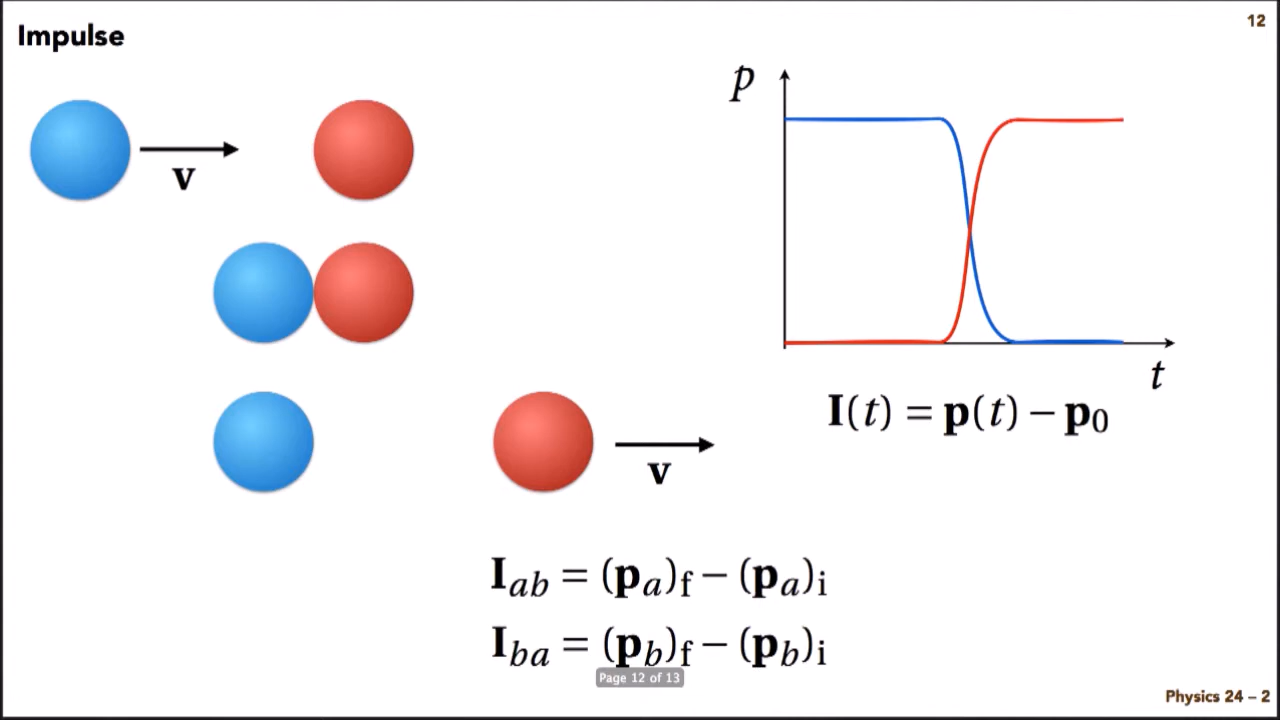 Impulse
12
v
v
p
t
I(t) = p(t) − p₀
I_ab = (p_a)_f − (p_a)_i
I_ba = (p_b)_f − (p_b)_i
Page 12 of 13
Physics 24 – 2